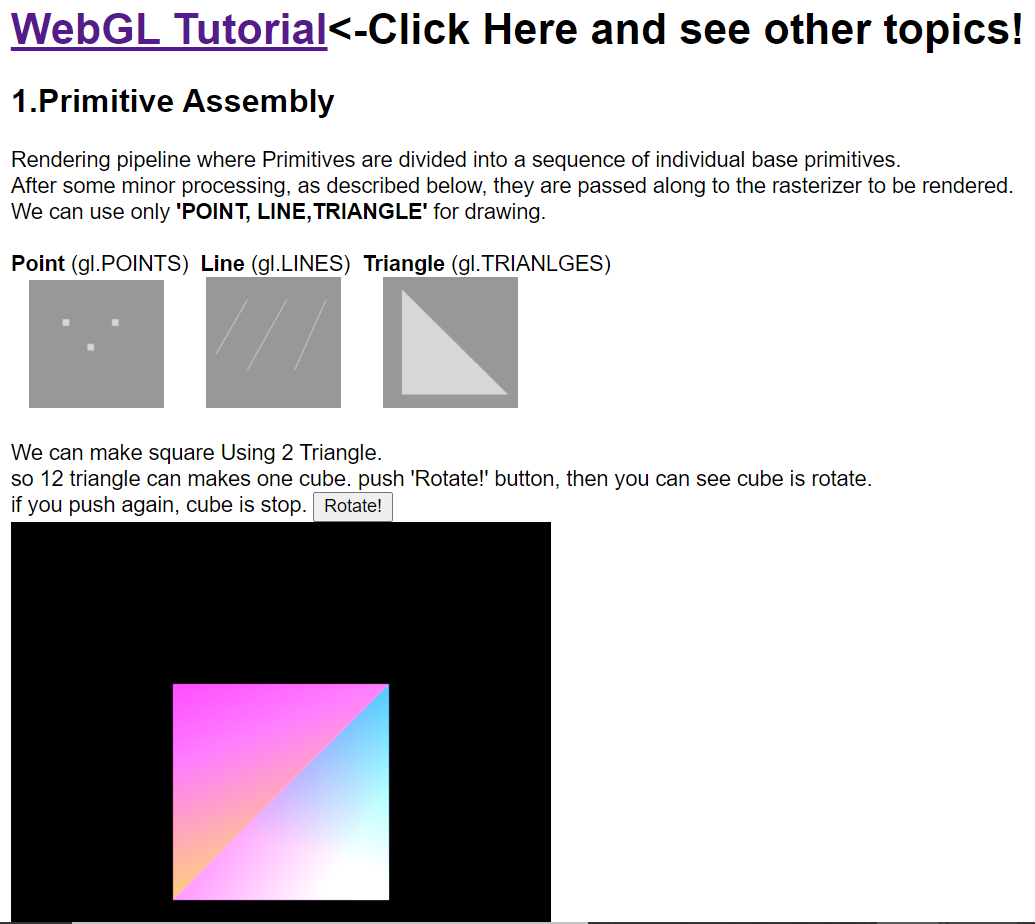 WebGL Tutorial<-Click Here and see other topics!
1.Primitive Assembly
Rendering pipeline where Primitives are divided into a sequence of individual base primitives.
After some minor processing, as described below, they are passed along to the rasterizer to be rendered.
We can use only 'POINT, LINE,TRIANGLE' for drawing.
Point (gl.POINTS) Line (gl.LINES) Triangle (gl.TRIANLGES)
We can make square Using 2 Triangle.
so 12 triangle can makes one cube. push 'Rotate!' button, then you can see cube is rotate.
if you push again, cube is stop. Rotate!